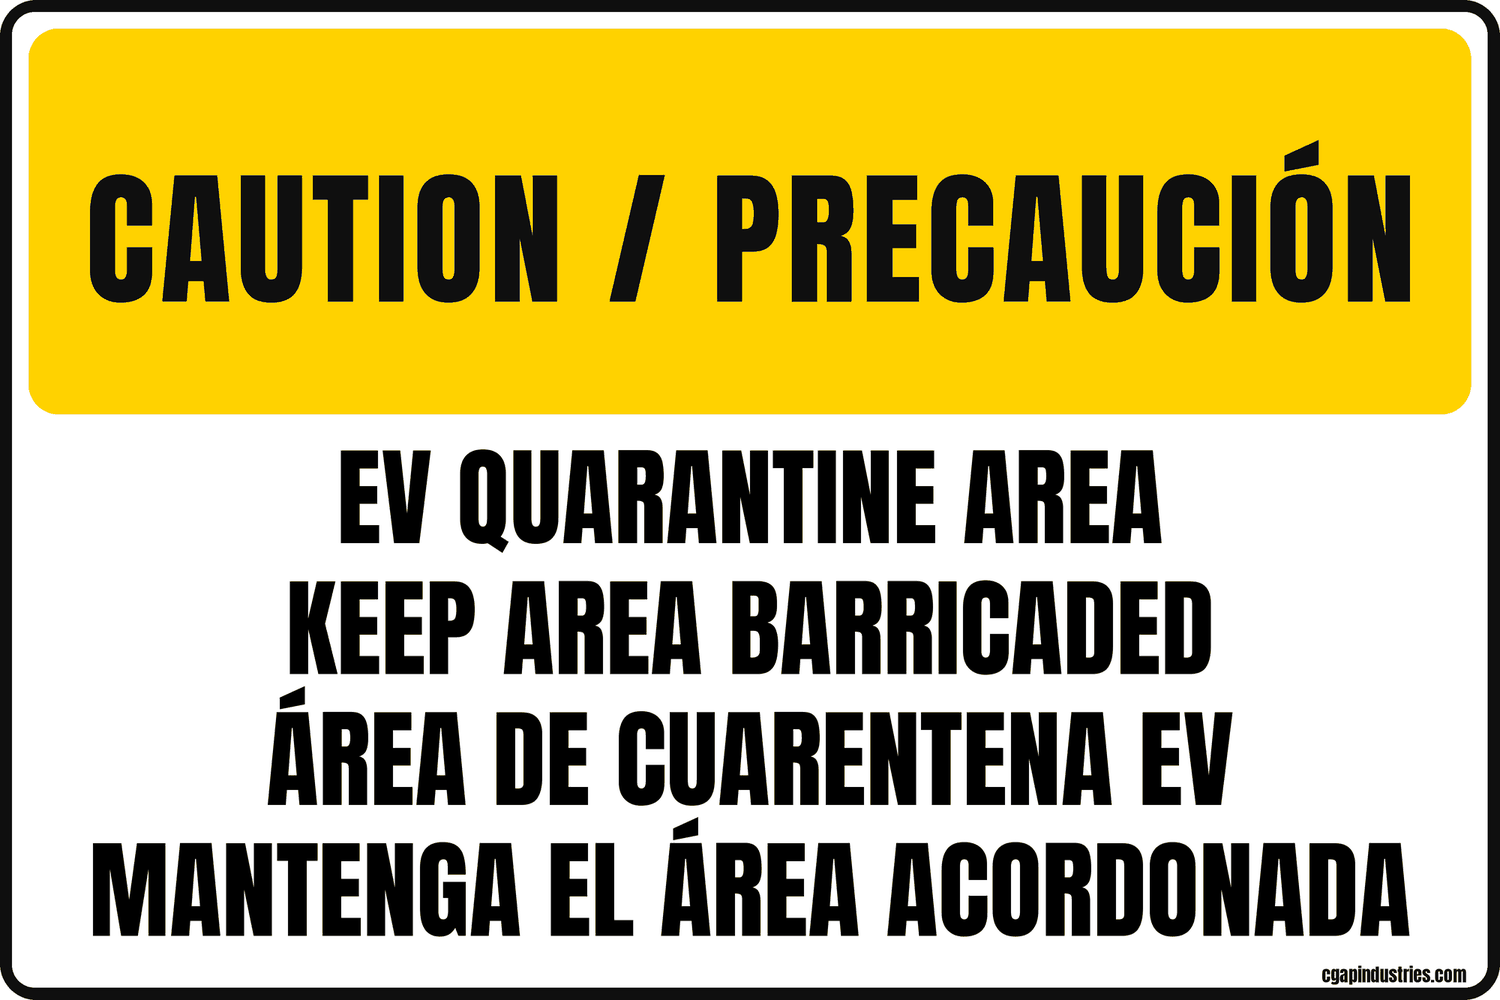 CAUTION / PRECAUCIÓN
EV QUARANTINE AREA
KEEP AREA BARRICADED
ÁREA DE CUARENTENA EV
MANTENGA EL ÁREA ACORDONADA
cgapindustries.com